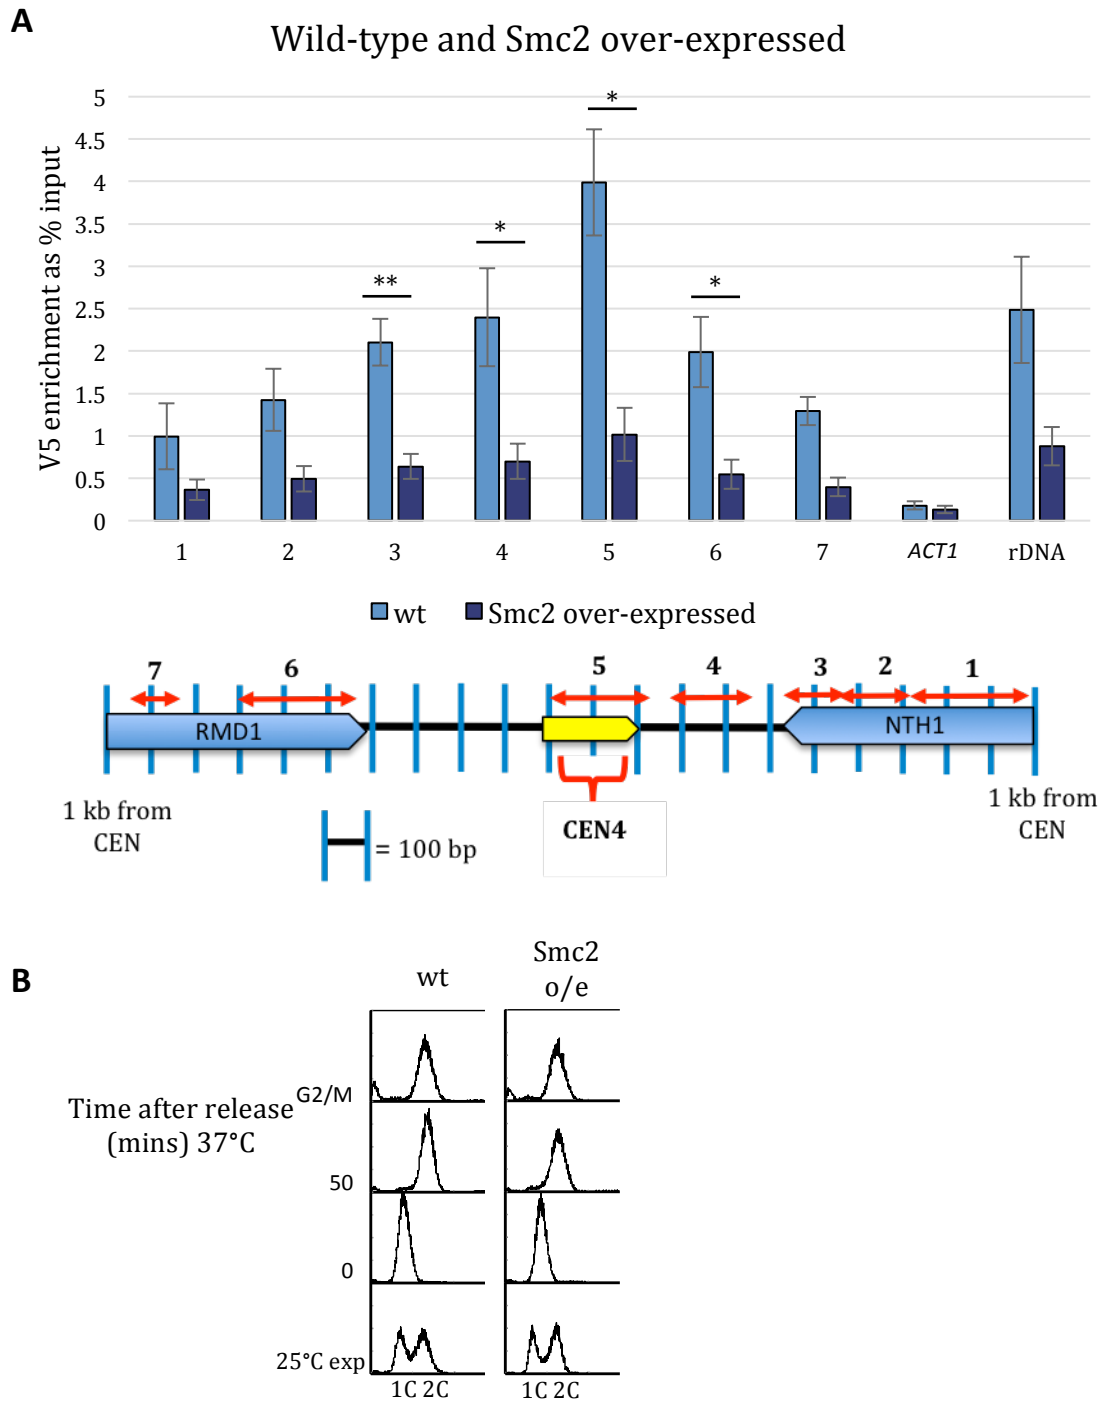 A
Wild-type and Smc2 over-expressed
V5 enrichment as % input
5
4.5
4
3.5
3
2.5
2
1.5
1
0.5
0
**
*
*
*
1 2 3 4 5 6 7 ACT1 rDNA
wt Smc2 over-expressed
7 6 5 4 3 2 1
RMD1 NTH1
1 kb from
CEN
1 kb from
CEN
CEN4
= 100 bp
B
wt
Smc2
o/e
Time after release
(mins) 37°C
G2/M
50
0
25°C exp
1C 2C 1C 2C